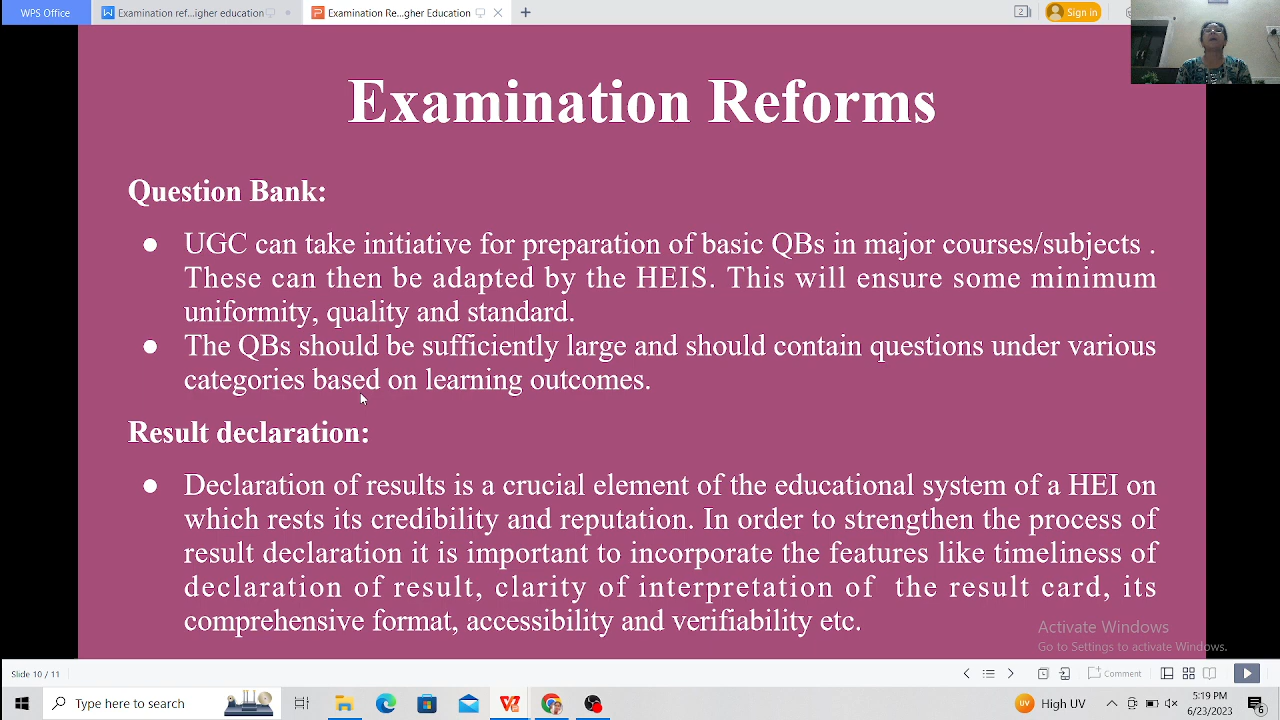 WPS Office
Examination ref...igher education
Examination Re...gher Education
+
2
Sign in
Examination Reforms
Question Bank:
● UGC can take initiative for preparation of basic QBs in major courses/subjects .
These can then be adapted by the HEIS. This will ensure some minimum
uniformity, quality and standard.
● The QBs should be sufficiently large and should contain questions under various
categories based on learning outcomes.
Result declaration:
● Declaration of results is a crucial element of the educational system of a HEI on
which rests its credibility and reputation. In order to strengthen the process of
result declaration it is important to incorporate the features like timeliness of
declaration of result, clarity of interpretation of the result card, its
comprehensive format, accessibility and verifiability etc.
Activate Windows
Go to Settings to activate Windows.
Slide 10 / 11
Comment
Type here to search
UV
High UV
5:19 PM
6/23/2023
6